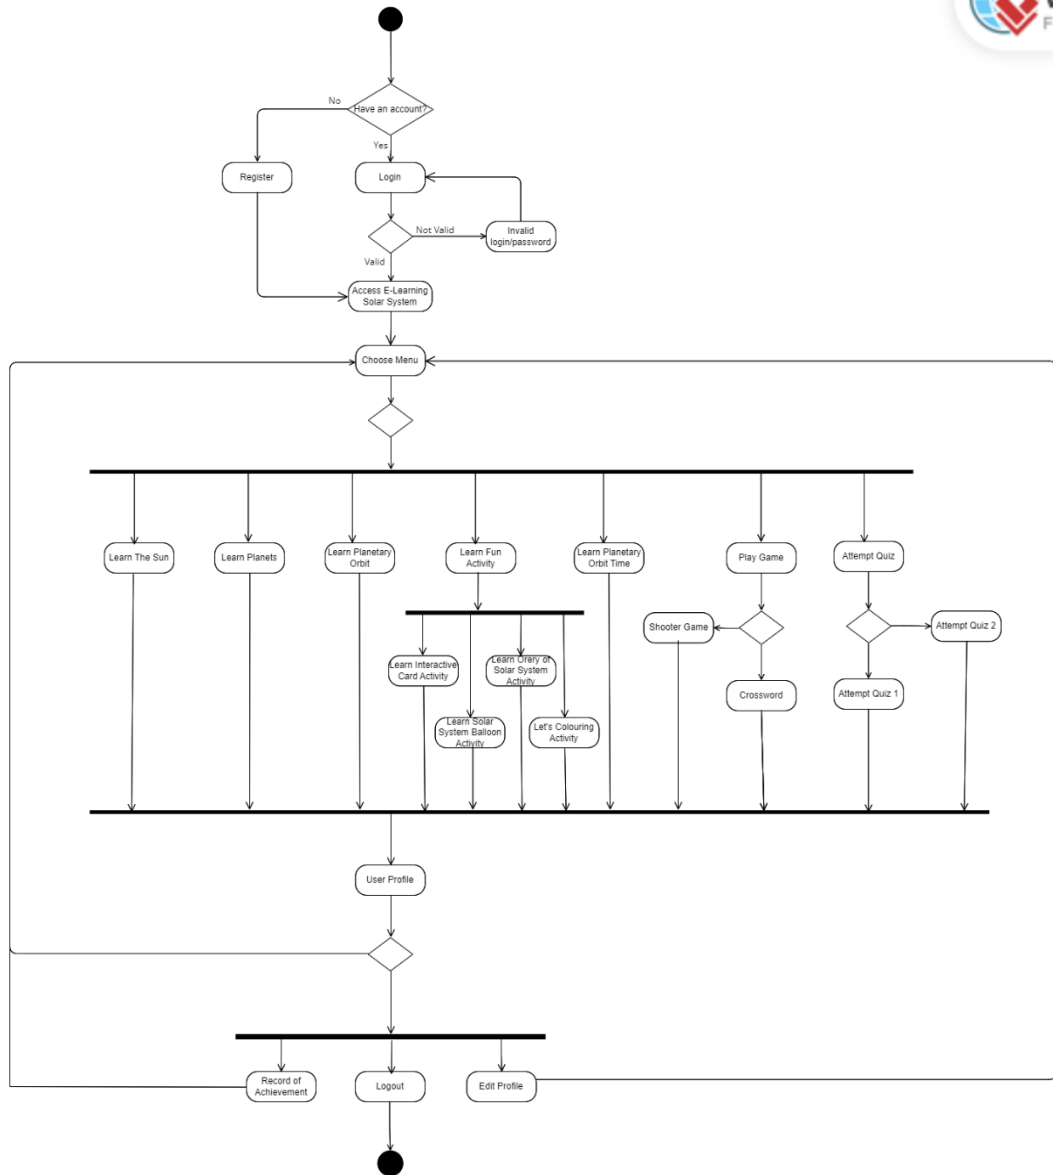 Have an account?
No
Yes
Register
Login
Not Valid
Invalid
login/password
Valid
Access E-Learning
Solar System
Choose Menu
Learn The Sun
Learn Planets
Learn Planetary
Orbit
Learn Fun
Activity
Learn Planetary
Orbit Time
Play Game
Attempt Quiz
Shooter Game
Attempt Quiz 2
Learn Interactive
Card Activity
Learn Orery of
Solar System
Activity
Crossword
Attempt Quiz 1
Learn Solar
System Balloon
Activity
Let's Colouring
Activity
User Profile
Record of
Achievement
Logout
Edit Profile